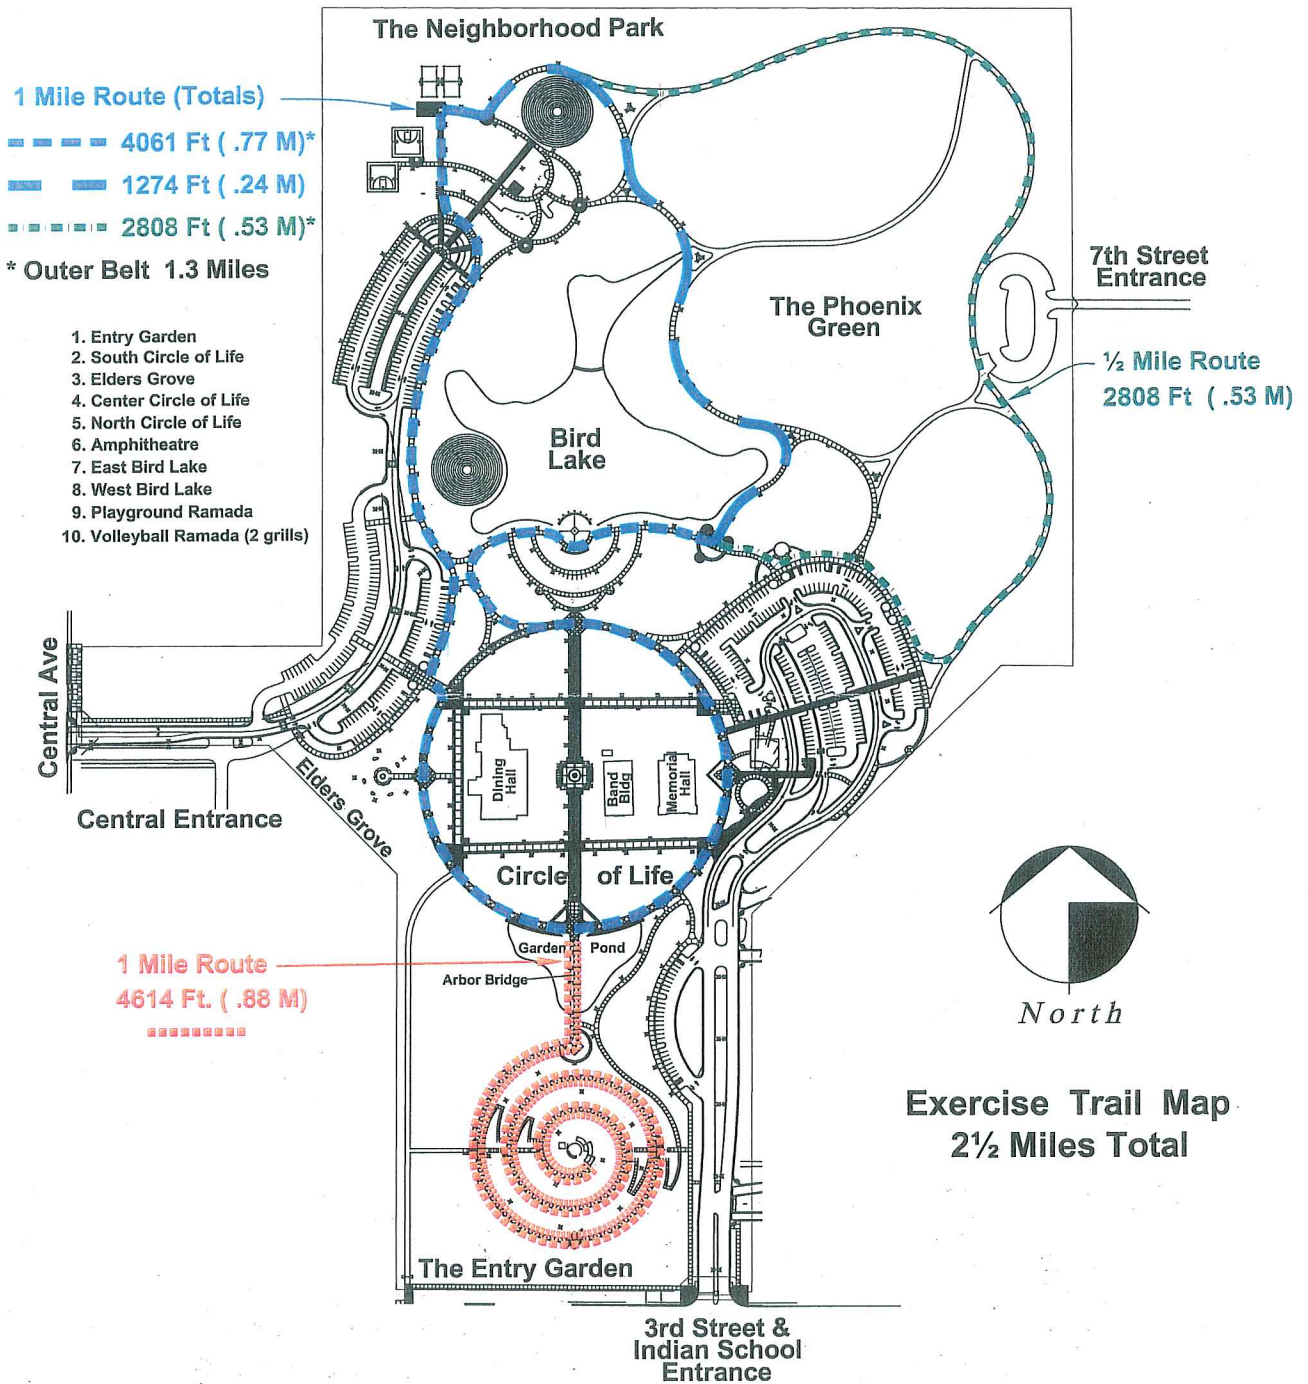 The Neighborhood Park
1 Mile Route (Totals)
4061 Ft ( .77 M)*
1274 Ft ( .24 M)
2808 Ft ( .53 M)*
* Outer Belt 1.3 Miles
1. Entry Garden
2. South Circle of Life
3. Elders Grove
4. Center Circle of Life
5. North Circle of Life
6. Amphitheatre
7. East Bird Lake
8. West Bird Lake
9. Playground Ramada
10. Volleyball Ramada (2 grills)
7th Street
Entrance
The Phoenix
Green
½ Mile Route
2808 Ft ( .53 M)
Bird
Lake
Central Ave
Central Entrance
Elders Grove
Dining
Hall
Band
Bldg
Memorial
Hall
Circle of Life
Garden Pond
Arbor Bridge
1 Mile Route
4614 Ft. ( .88 M)
North
Exercise Trail Map
2½ Miles Total
The Entry Garden
3rd Street &
Indian School
Entrance